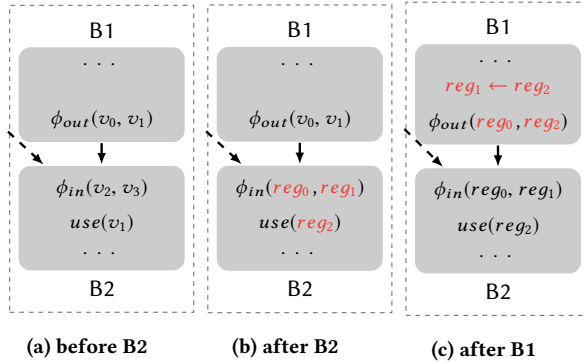 B1
. . .
ϕout(v0, v1)
ϕin(v2, v3)
use(v1)
. . .
B2
(a) before B2
B1
. . .
ϕout(v0, v1)
ϕin(reg0, reg1)
use(reg2)
. . .
B2
(b) after B2
B1
. . .
reg1 ← reg2
ϕout(reg0, reg2)
ϕin(reg0, reg1)
use(reg2)
. . .
B2
(c) after B1